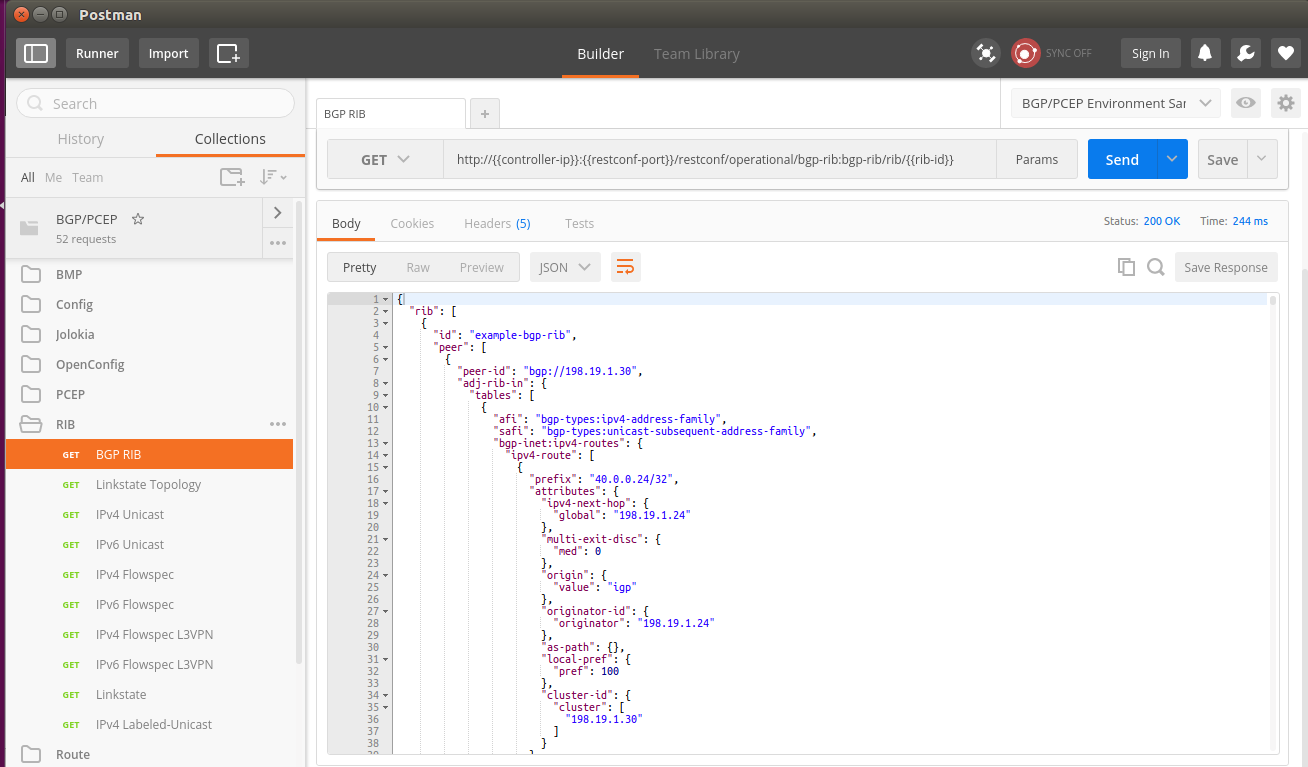 Postman
Runner
Import
Builder
Team Library
SYNC OFF
Sign In
Search
History
Collections
All
Me
Team
BGP/PCEP
52 requests
BMP
Config
Jolokia
OpenConfig
PCEP
RIB
GET BGP RIB
GET Linkstate Topology
GET IPv4 Unicast
GET IPv6 Unicast
GET IPv4 Flowspec
GET IPv6 Flowspec
GET IPv4 Flowspec L3VPN
GET IPv6 Flowspec L3VPN
GET Linkstate
GET IPv4 Labeled-Unicast
Route
BGP RIB
+
BGP/PCEP Environment Sar
GET
http://{{controller-ip}}:{{restconf-port}}/restconf/operational/bgp-rib:bgp-rib/rib/{{rib-id}}
Params
Send
Save
Body
Cookies
Headers (5)
Tests
Status: 200 OK
Time: 244 ms
Pretty
Raw
Preview
JSON
Save Response
1 {
2 "rib": [
3 {
4 "id": "example-bgp-rib",
5 "peer": [
6 {
7 "peer-id": "bgp://198.19.1.30",
8 "adj-rib-in": {
9 "tables": [
10 {
11 "afi": "bgp-types:ipv4-address-family",
12 "safi": "bgp-types:unicast-subsequent-address-family",
13 "bgp-inet:ipv4-routes": {
14 "ipv4-route": [
15 {
16 "prefix": "40.0.0.24/32",
17 "attributes": {
18 "ipv4-next-hop": {
19 "global": "198.19.1.24"
20 },
21 "multi-exit-disc": {
22 "med": 0
23 },
24 "origin": {
25 "value": "igp"
26 },
27 "originator-id": {
28 "originator": "198.19.1.24"
29 },
30 "as-path": {},
31 "local-pref": {
32 "pref": 100
33 },
34 "cluster-id": {
35 "cluster": [
36 "198.19.1.30"
37 ]
38 }